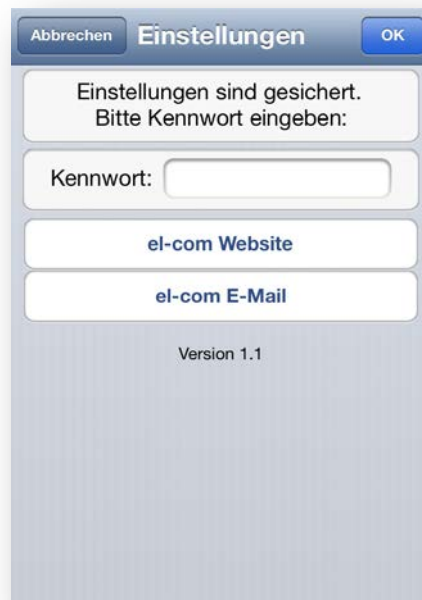 Abbrechen Einstellungen OK
Einstellungen sind gesichert.
Bitte Kennwort eingeben:
Kennwort:
el-com Website
el-com E-Mail
Version 1.1